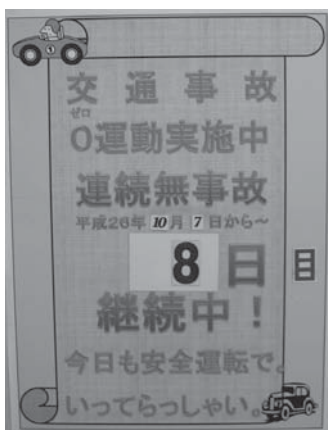 交通事故
ゼロ
0運動実施中
連続無事故
平成26年10月7日から～
8日目
継続中！
今日も安全運転で。
いってらっしゃい。